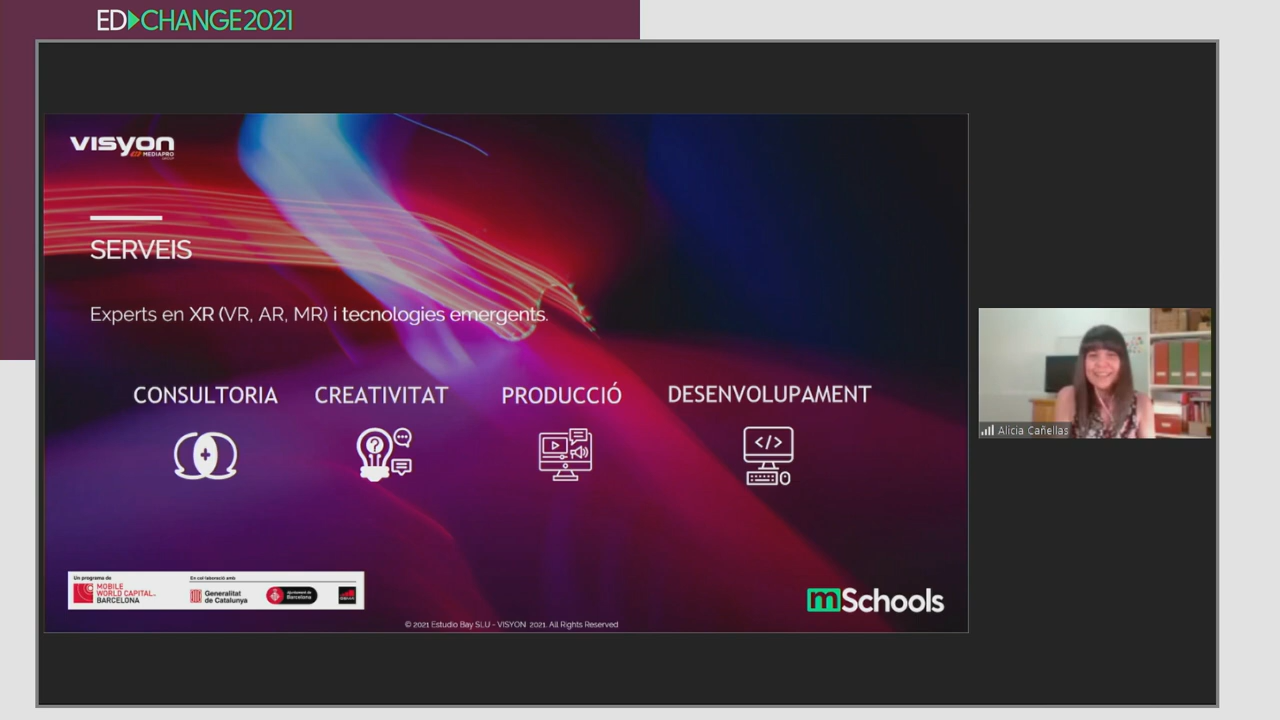 ED CHANGE2021
VISYON
MEDIAPRO
GROUP
SERVEIS
Experts en XR (VR, AR, MR) i tecnologies emergents.
CONSULTORIA
CREATIVITAT
PRODUCCIÓ
DESENVOLUPAMENT
Alicia Cañellas
Un programa de
MOBILE
WORLD CAPITAL
BARCELONA
En col·laboració amb
Generalitat
de Catalunya
Ajuntament de
Barcelona
mSchools
© 2021 Estudio Bay SLU - VISYON 2021. All Rights Reserved